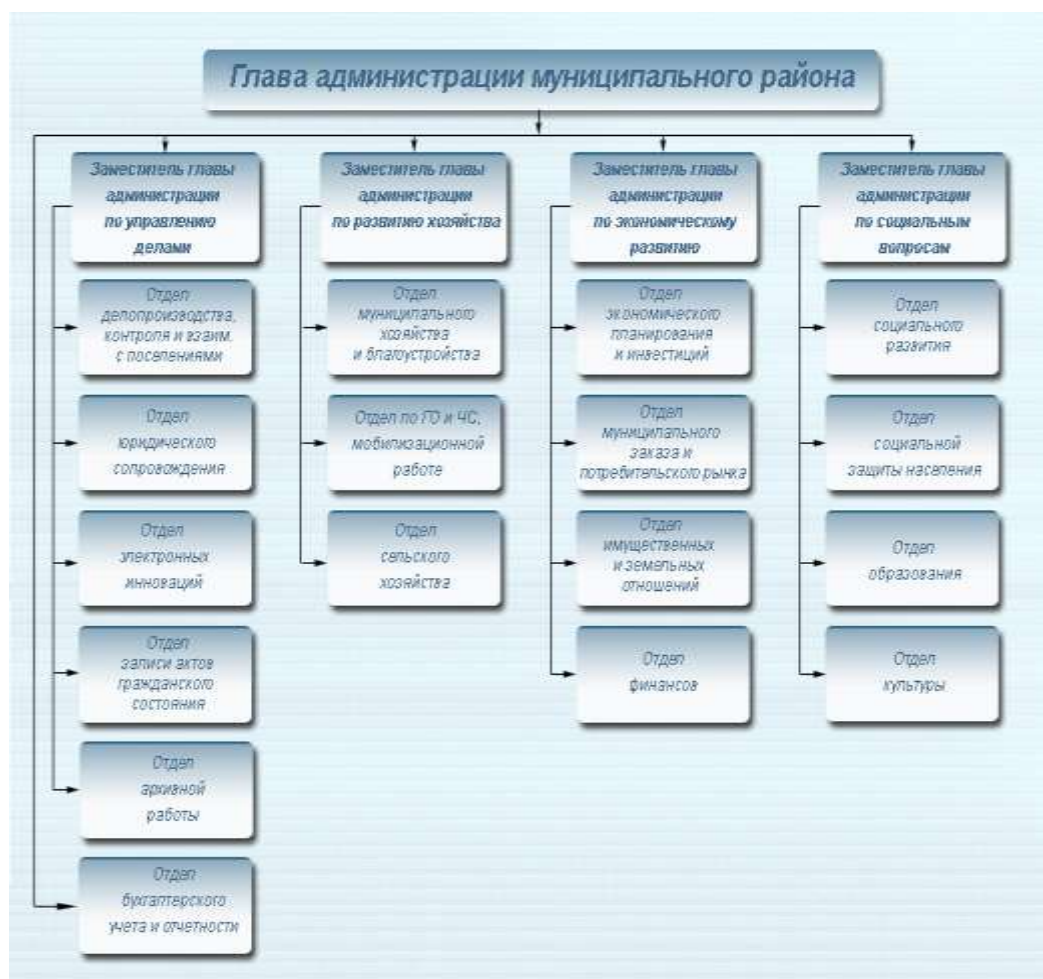 Глава администрации муниципального района
Заместитель главы
администрации
по управлению
делами
Отдел
делопроизводства,
контроля и взаим.
с поселениями
Отдел
юридического
сопровождения
Отдел
электронных
инноваций
Отдел
записи актов
гражданского
состояния
Отдел
архивной
работы
Отдел
бухгалтерского
учета и отчетности
Заместитель главы
администрации
по развитию хозяйства
Отдел
муниципального
хозяйства
и благоустройства
Отдел по ГО и ЧС,
мобилизационной
работе
Отдел
сельского
хозяйства
Заместитель главы
администрации
по экономическому
развитию
Отдел
экономического
планирования
и инвестиций
Отдел
муниципального
заказа и
потребительского рынка
Отдел
имущественных
и земельных
отношений
Отдел
финансов
Заместитель главы
администрации
по социальным
вопросам
Отдел
социального
развития
Отдел
социальной
защиты населения
Отдел
образования
Отдел
культуры